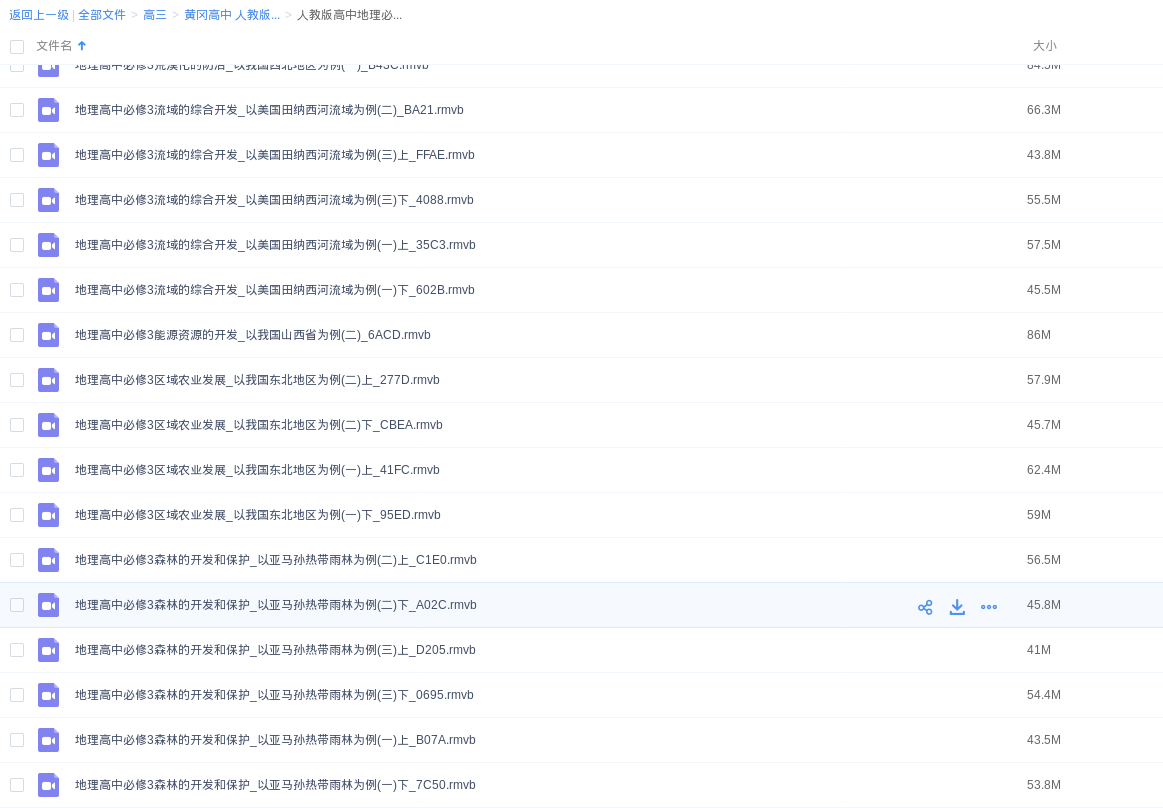 返回上一级 | 全部文件 > 高三 > 黄冈高中 人教版... > 人教版高中地理必...
文件名 大小
地理高中必修3荒漠化的防治_以我国西北地区为例(一)_B43C.rmvb 84.5M
地理高中必修3流域的综合开发_以美国田纳西河流域为例(二)_BA21.rmvb 66.3M
地理高中必修3流域的综合开发_以美国田纳西河流域为例(三)上_FFAE.rmvb 43.8M
地理高中必修3流域的综合开发_以美国田纳西河流域为例(三)下_4088.rmvb 55.5M
地理高中必修3流域的综合开发_以美国田纳西河流域为例(一)上_35C3.rmvb 57.5M
地理高中必修3流域的综合开发_以美国田纳西河流域为例(一)下_602B.rmvb 45.5M
地理高中必修3能源资源的开发_以我国山西省为例(二)_6ACD.rmvb 86M
地理高中必修3区域农业发展_以我国东北地区为例(二)上_277D.rmvb 57.9M
地理高中必修3区域农业发展_以我国东北地区为例(二)下_CBEA.rmvb 45.7M
地理高中必修3区域农业发展_以我国东北地区为例(一)上_41FC.rmvb 62.4M
地理高中必修3区域农业发展_以我国东北地区为例(一)下_95ED.rmvb 59M
地理高中必修3森林的开发和保护_以亚马孙热带雨林为例(二)上_C1E0.rmvb 56.5M
地理高中必修3森林的开发和保护_以亚马孙热带雨林为例(二)下_A02C.rmvb 45.8M
地理高中必修3森林的开发和保护_以亚马孙热带雨林为例(三)上_D205.rmvb 41M
地理高中必修3森林的开发和保护_以亚马孙热带雨林为例(三)下_0695.rmvb 54.4M
地理高中必修3森林的开发和保护_以亚马孙热带雨林为例(一)上_B07A.rmvb 43.5M
地理高中必修3森林的开发和保护_以亚马孙热带雨林为例(一)下_7C50.rmvb 53.8M